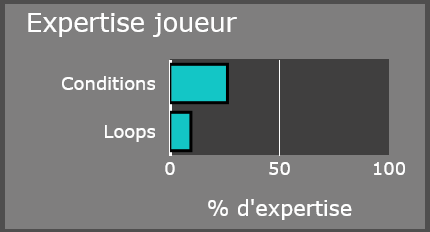 Expertise joueur
Conditions
Loops
0 50 100
% d'expertise